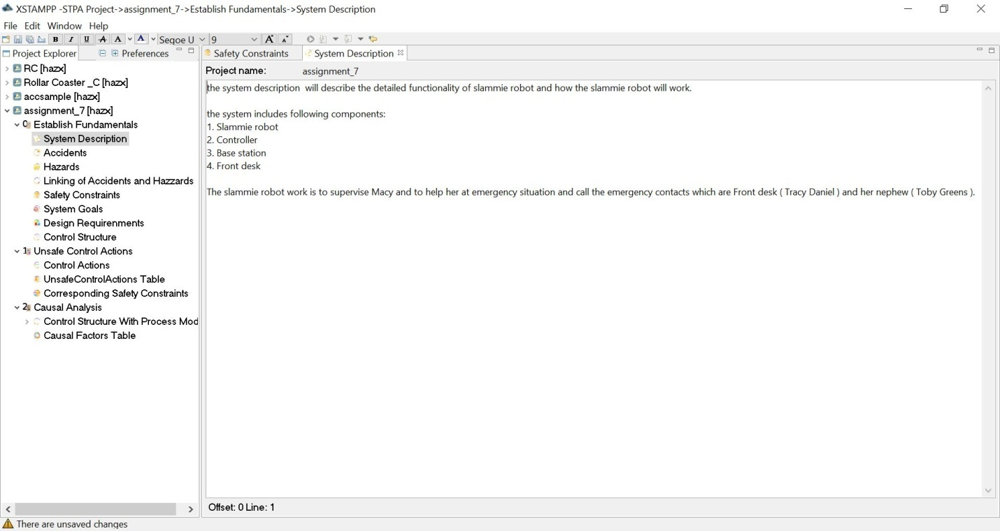 XSTAMPP -STPA Project->assignment_7->Establish Fundamentals->System Description
File Edit Window Help
B I U A A A Segoe U 9 A A
Project Explorer Preferences
RC [hazx]
Rollar Coaster _C [hazx]
accsample [hazx]
assignment_7 [hazx]
0 Establish Fundamentals
System Description
Accidents
Hazards
Linking of Accidents and Hazzards
Safety Constraints
System Goals
Design Requirenments
Control Structure
1 Unsafe Control Actions
Control Actions
UnsafeControlActions Table
Corresponding Safety Constraints
2 Causal Analysis
Control Structure With Process Mod
Causal Factors Table
Safety Constraints System Description
Project name: assignment_7
the system description  will describe the detailed functionality of slammie robot and how the slammie robot will work.
the system includes following components:
1. Slammie robot
2. Controller
3. Base station
4. Front desk
The slammie robot work is to supervise Macy and to help her at emergency situation and call the emergency contacts which are Front desk ( Tracy Daniel ) and her nephew ( Toby Greens ).
Offset: 0 Line: 1
There are unsaved changes